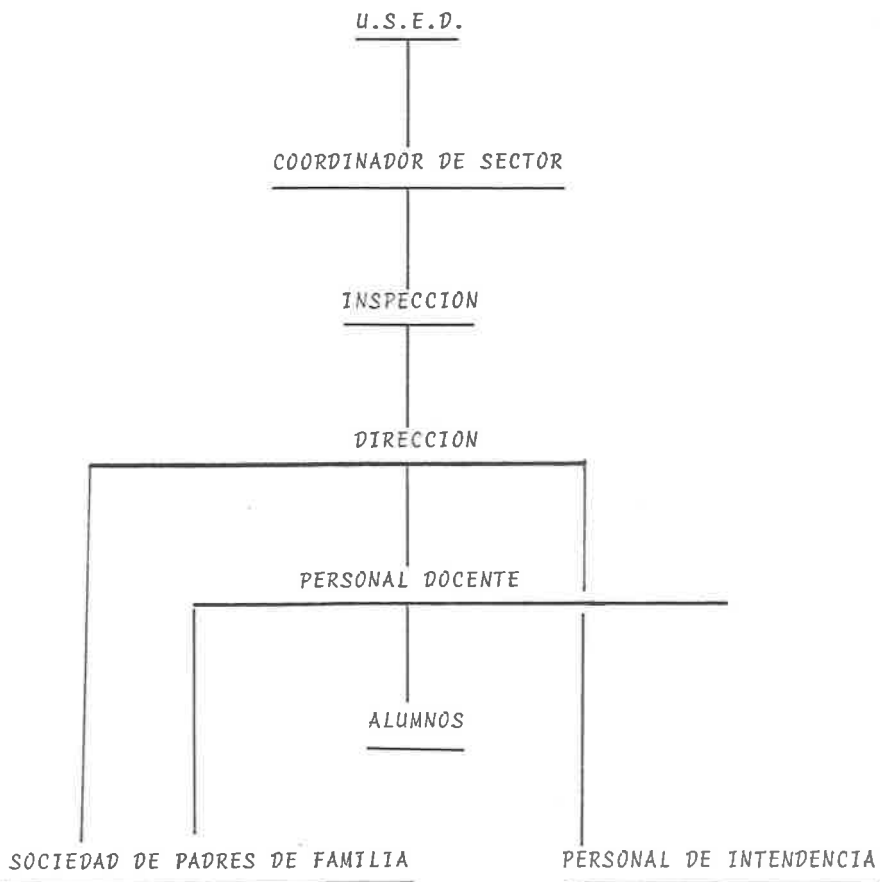 U.S.E.D.
COORDINADOR DE SECTOR
INSPECCION
DIRECCION
PERSONAL DOCENTE
ALUMNOS
SOCIEDAD DE PADRES DE FAMILIA
PERSONAL DE INTENDENCIA